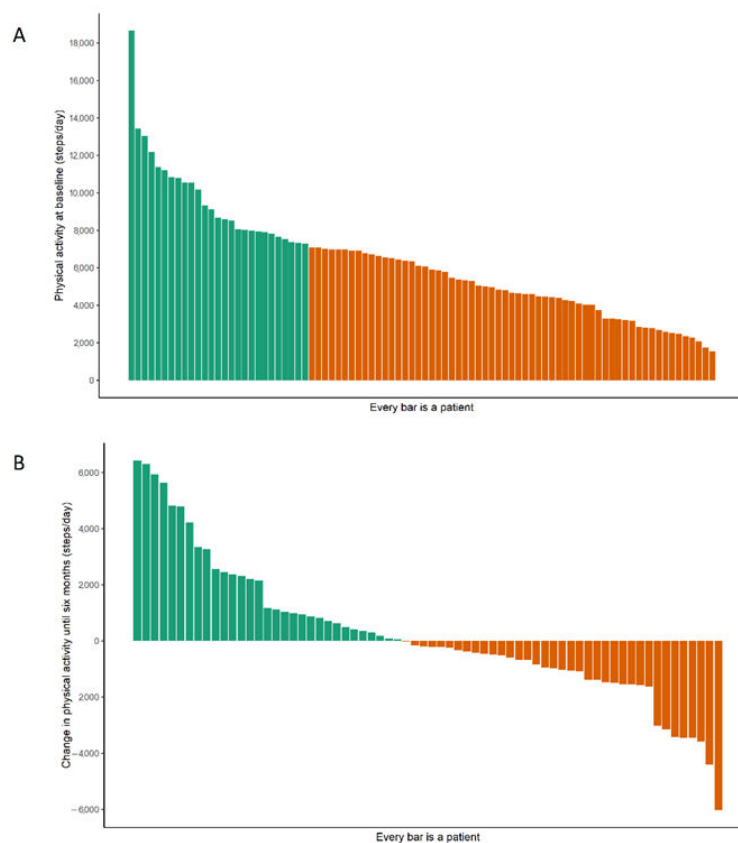 A
Physical activity at baseline (steps/day)
18,000
16,000
14,000
12,000
10,000
8,000
6,000
4,000
2,000
0
Every bar is a patient
B
Change in physical activity until six months (steps/day)
6,000
4,000
2000
0
2000
−4,000
−6,000
Every bar is a patient